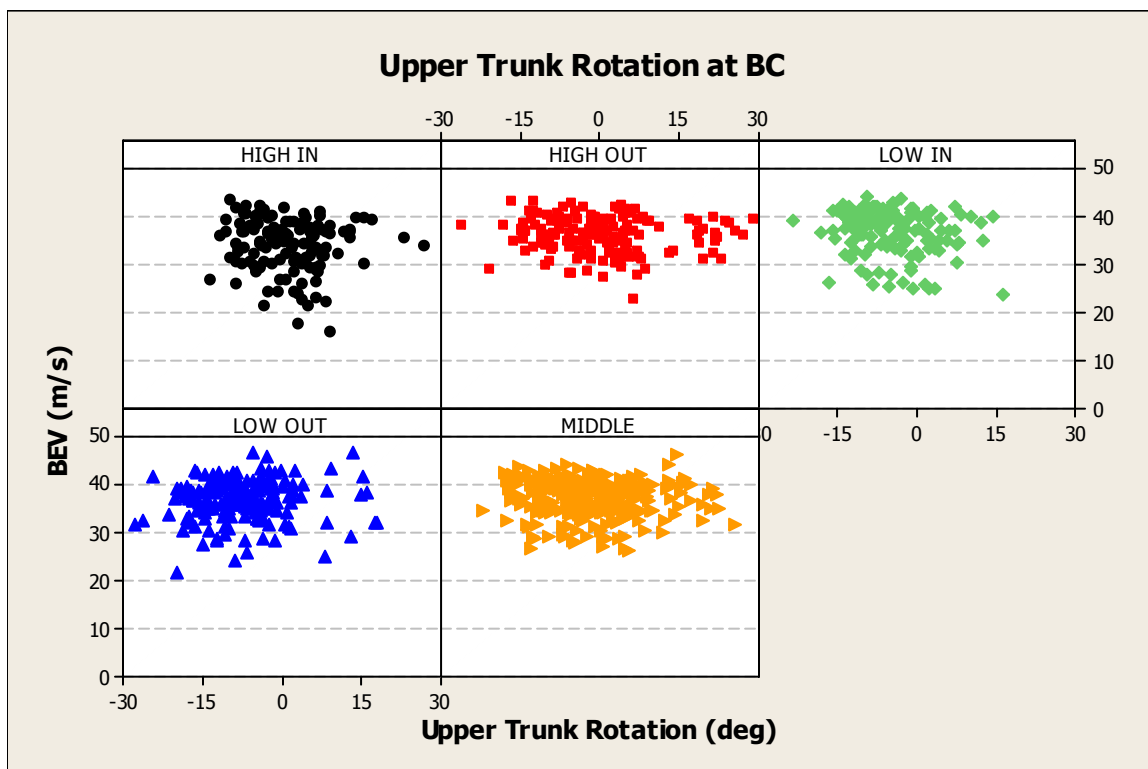 Upper Trunk Rotation at BC
-30 -15 0 15 30
HIGH IN HIGH OUT LOW IN
50
40
30
20
10
0
BEV (m/s)
LOW OUT MIDDLE
50
40
30
20
10
0
0 -15 0 15 30
-30 -15 0 15 30
Upper Trunk Rotation (deg)